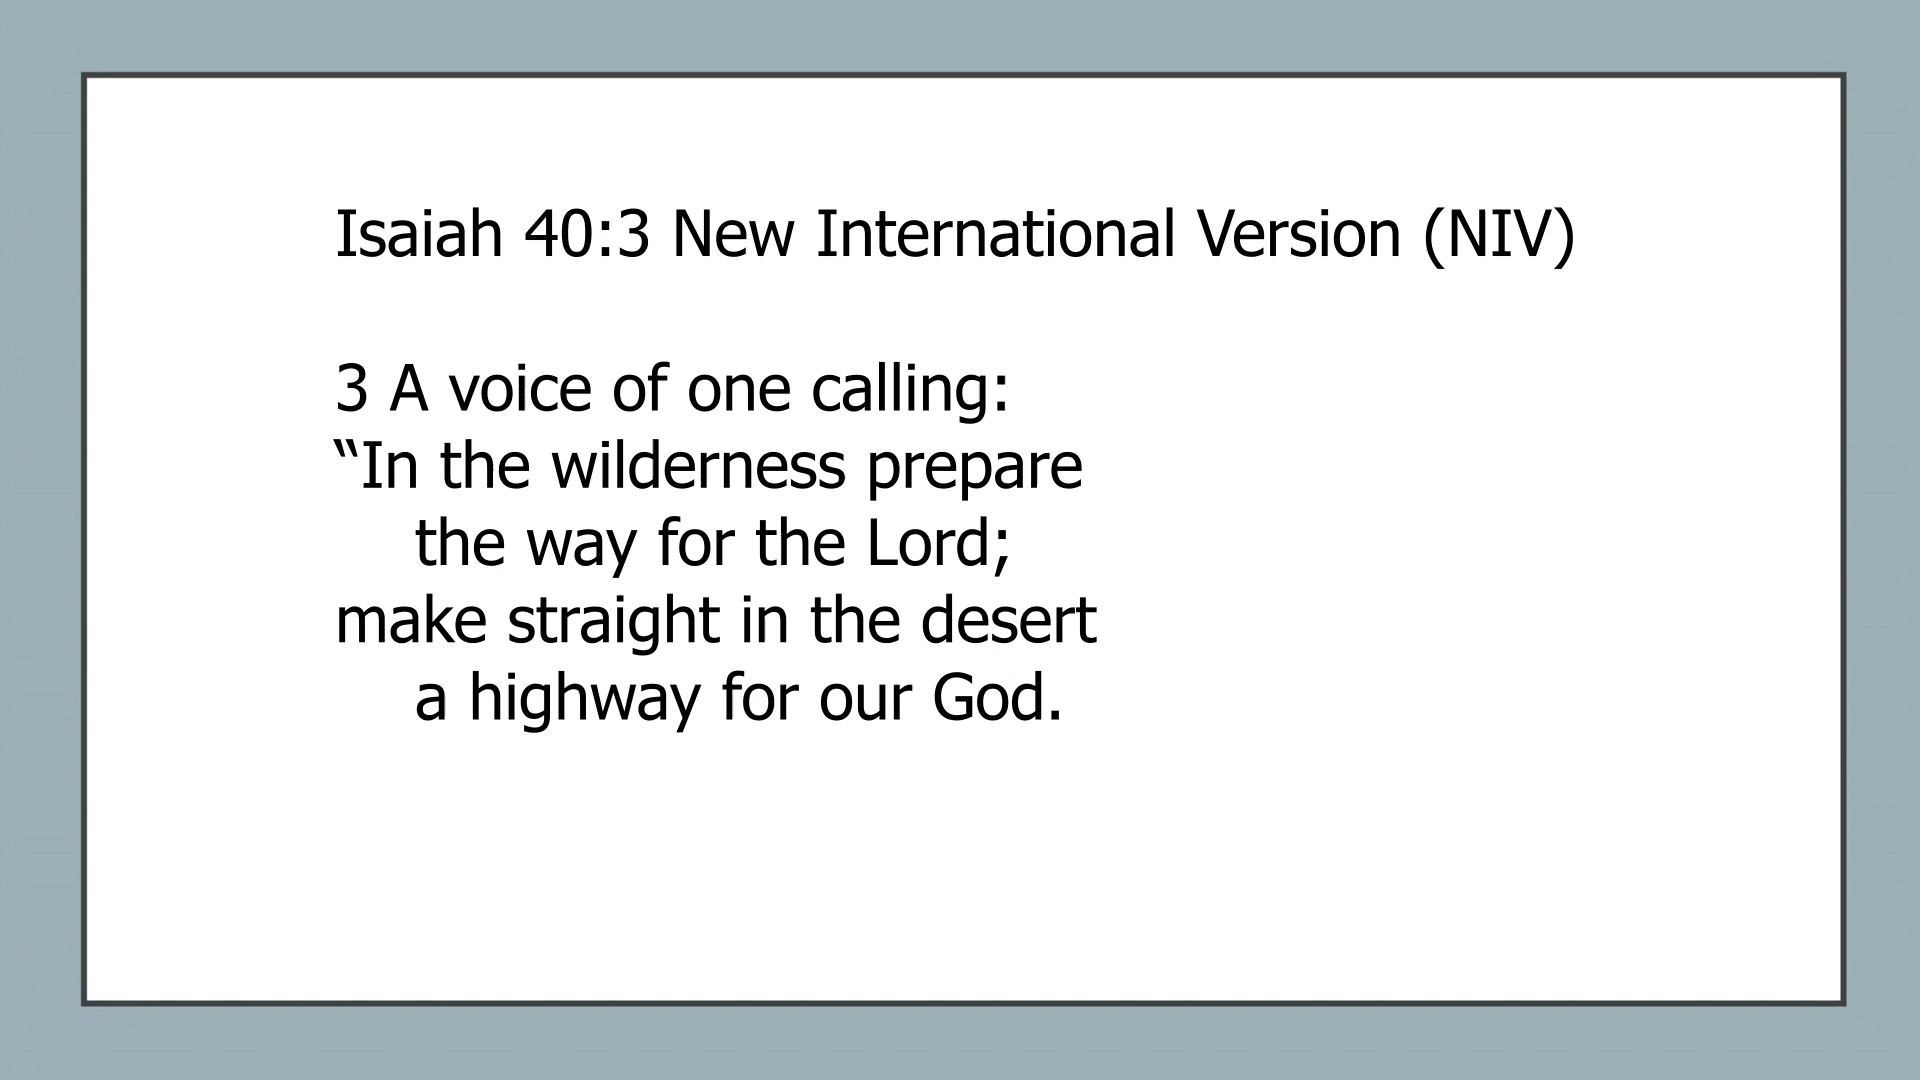 Isaiah 40:3 New International Version (NIV)
3 A voice of one calling:
“In the wilderness prepare
the way for the Lord;
make straight in the desert
a highway for our God.